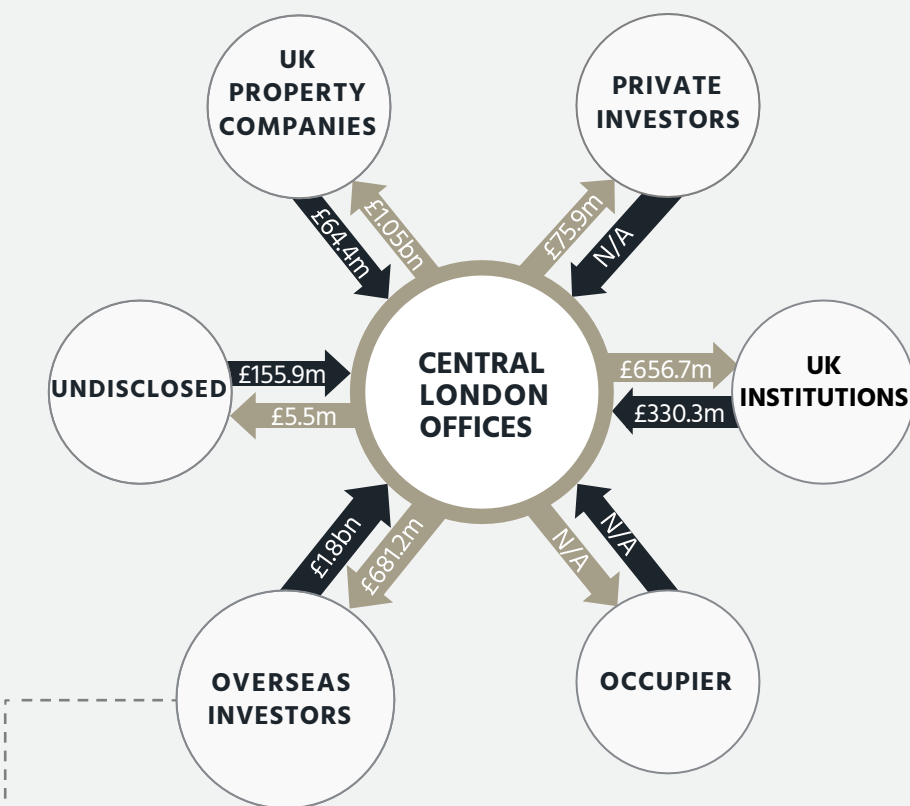 UK
PROPERTY
COMPANIES
PRIVATE
INVESTORS
£64.4m
£1.05bn
£75.9m
N/A
UNDISCLOSED
£155.9m
£5.5m
CENTRAL
LONDON
OFFICES
£656.7m
£330.3m
UK
INSTITUTIONS
£1.8bn
£681.2m
N/A
N/A
OVERSEAS
INVESTORS
OCCUPIER